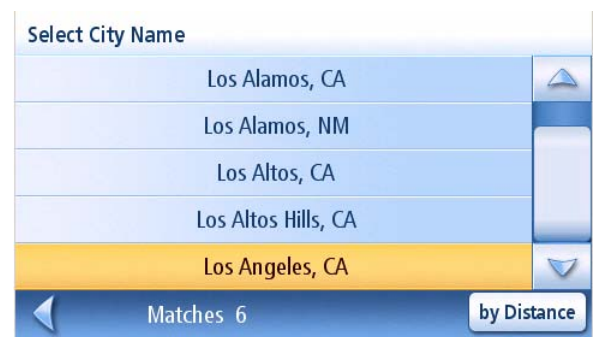 Select City Name
Los Alamos, CA
Los Alamos, NM
Los Altos, CA
Los Altos Hills, CA
Los Angeles, CA
Matches 6
by Distance